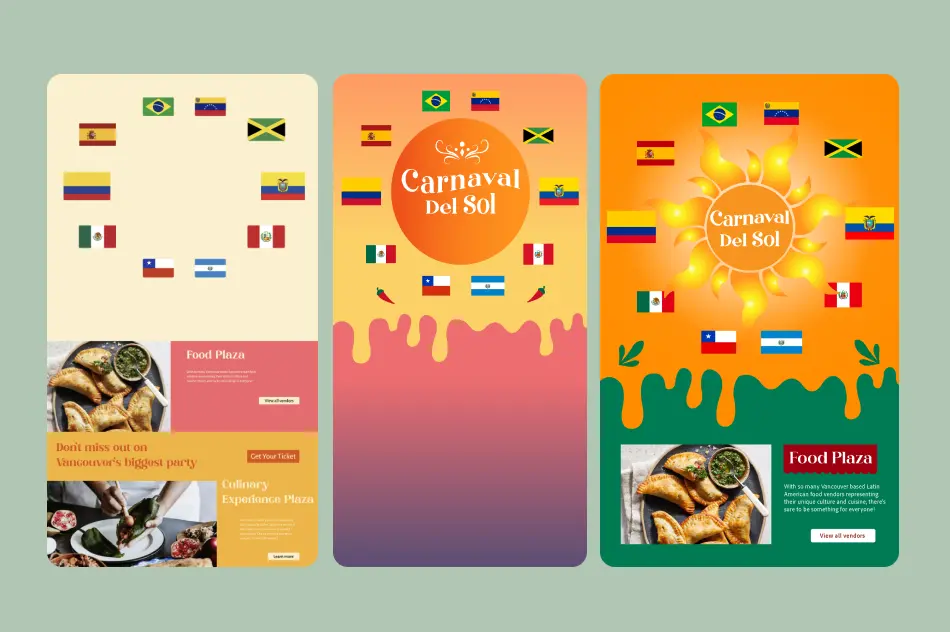 Food Plaza
View all vendors
Don't miss out on
Vancouver's biggest party
Get Your Ticket
Culinary
Experience Plaza
Learn more
Carnaval
Del Sol
Carnaval
Del Sol
Food Plaza
With so many Vancouver based Latin
American food vendors representing
their unique culture and cuisine, there's
sure to be something for everyone!
View all vendors